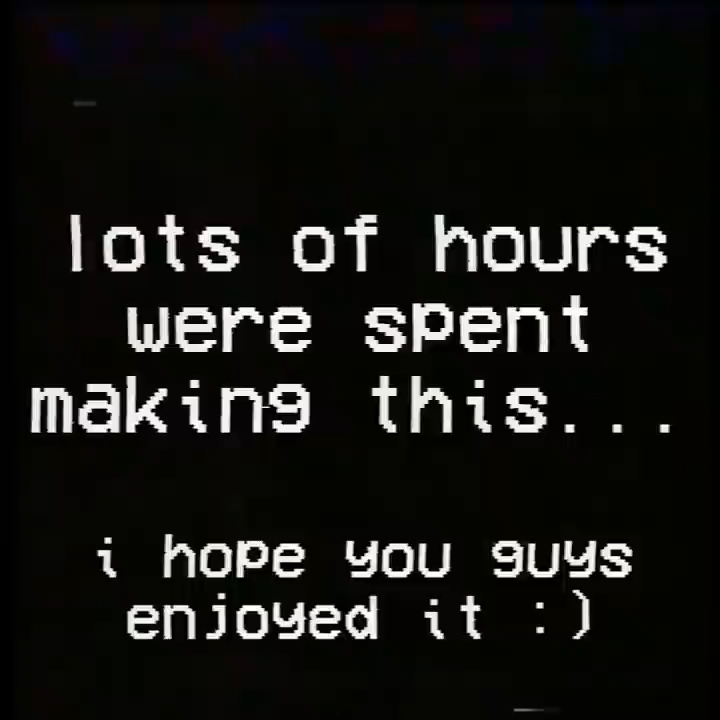 lots of hours
were spent
making this...
i hope you guys
enjoyed it :)